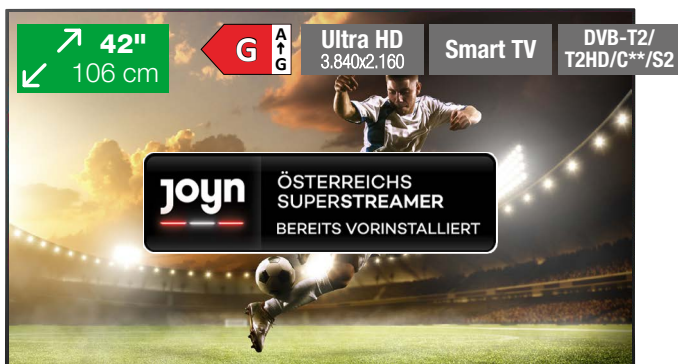 42"
106 cm
G
A
↑
G
Ultra HD
3.840x2.160
Smart TV
DVB-T2/
T2HD/C**/S2
joyn
ÖSTERREICHS
SUPERSTREAMER
BEREITS VORINSTALLIERT